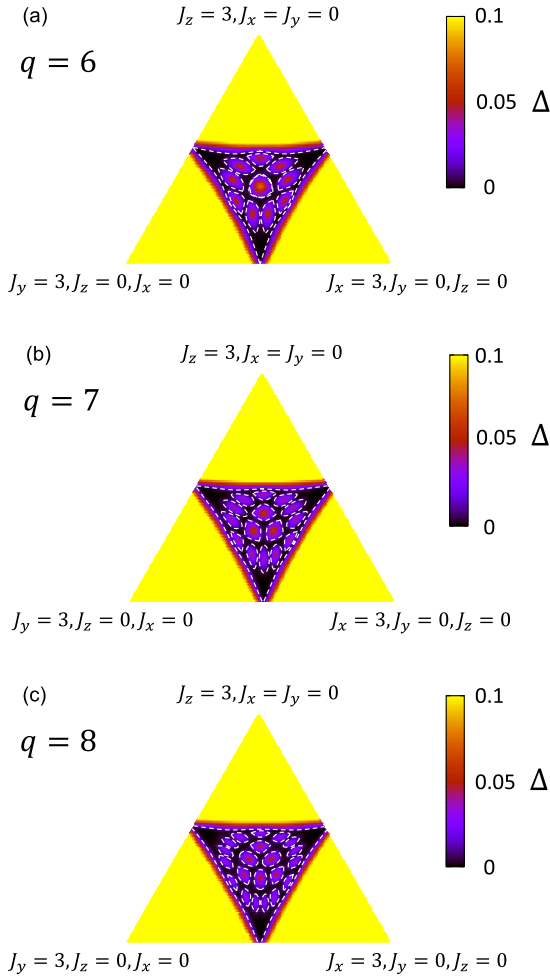 (a)
J_z = 3, J_x = J_y = 0
q = 6
0.1
0.05 Δ
0
J_y = 3, J_z = 0, J_x = 0
J_x = 3, J_y = 0, J_z = 0
(b)
J_z = 3, J_x = J_y = 0
q = 7
0.1
0.05 Δ
0
J_y = 3, J_z = 0, J_x = 0
J_x = 3, J_y = 0, J_z = 0
(c)
J_z = 3, J_x = J_y = 0
q = 8
0.1
0.05 Δ
0
J_y = 3, J_z = 0, J_x = 0
J_x = 3, J_y = 0, J_z = 0